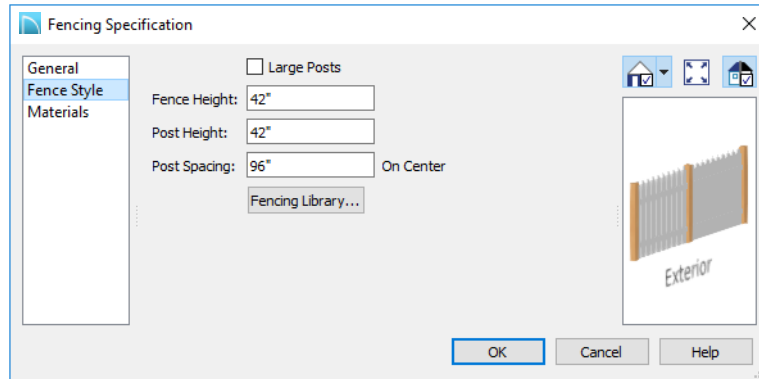 Fencing Specification
General
Fence Style
Materials
Large Posts
Fence Height: 42"
Post Height: 42"
Post Spacing: 96" On Center
Fencing Library...
Exterior
OK Cancel Help